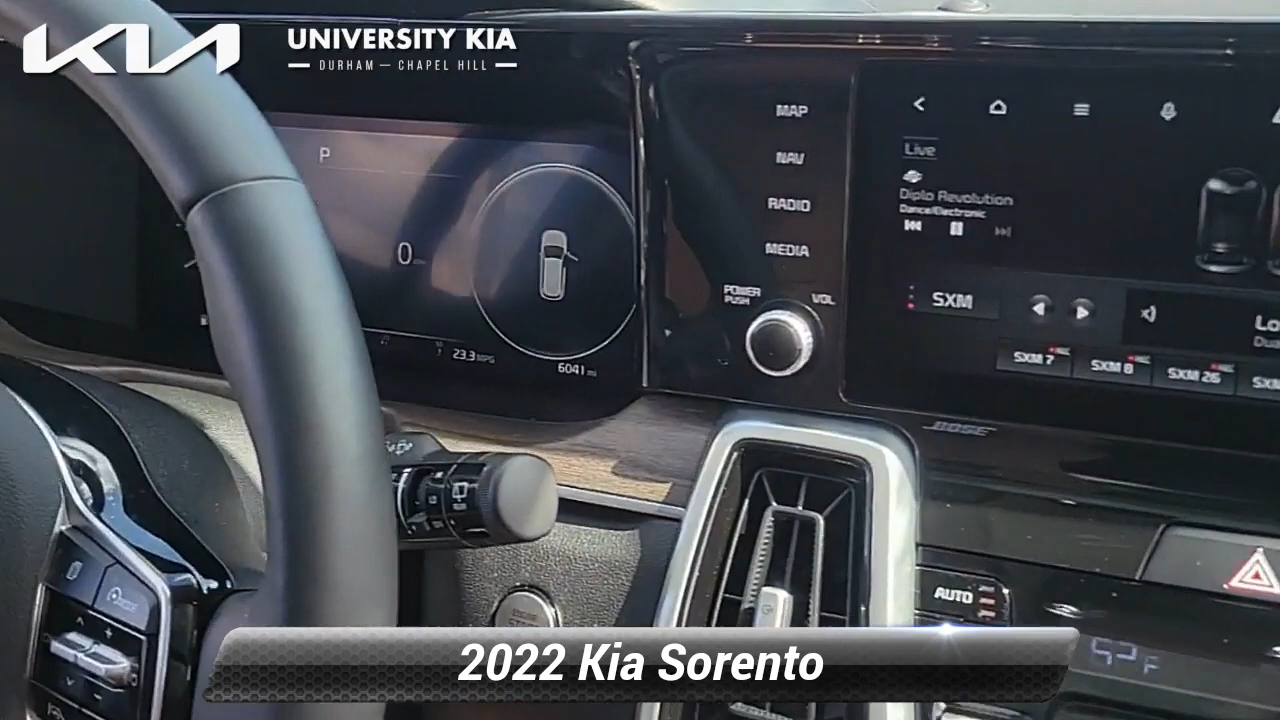 KIA
UNIVERSITY KIA
DURHAM — CHAPEL HILL
P
0
23.3 MPG
6041 mi
MAP
NAV
RADIO
MEDIA
POWER
PUSH
VOL
Live
Diplo Revolution
Dance/Electronic
SXM
SXM 7
SXM 8
SXM 26
BOSE
AUTO
F
2022 Kia Sorento